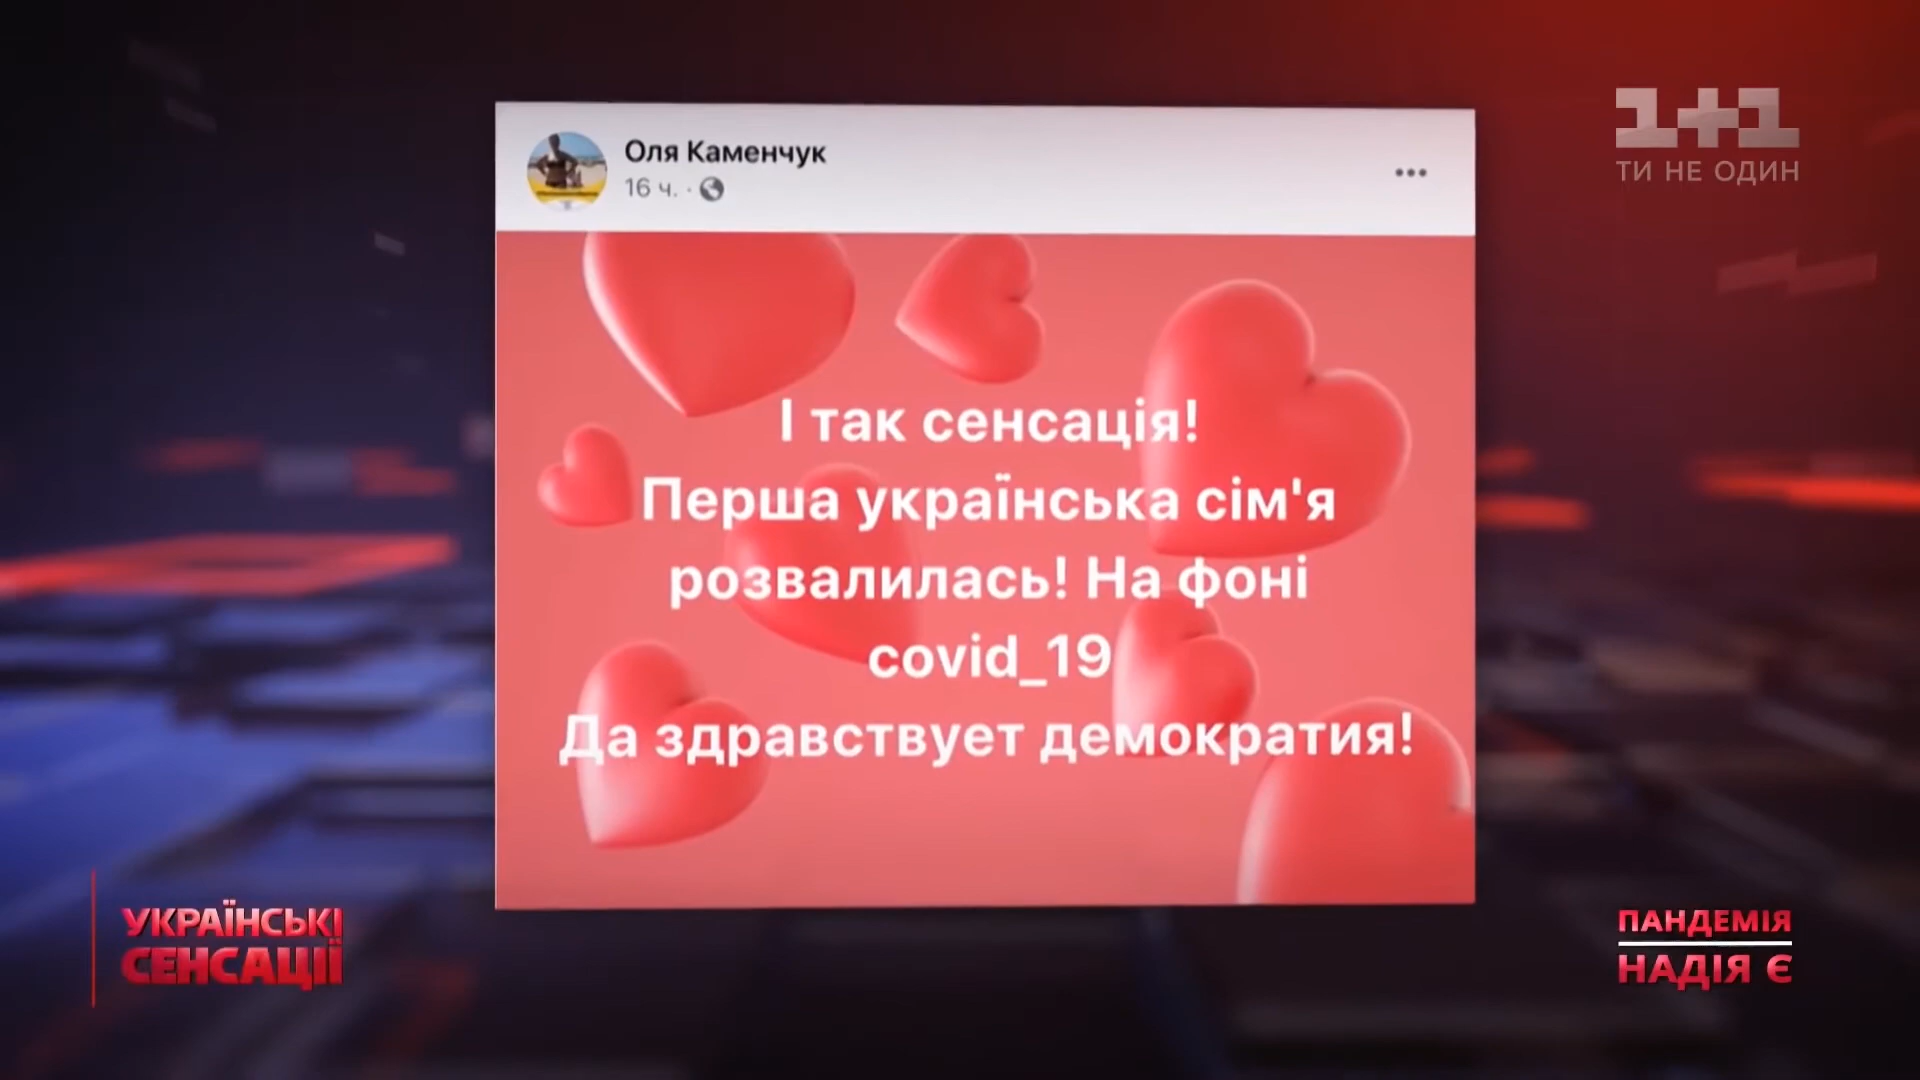 1+1
ТИ НЕ ОДИН
Оля Каменчук
16 ч. ·
І так сенсація!
Перша українська сім'я
розвалилась! На фоні
covid_19
Да здравствует демократия!
УКРАЇНСЬКІ
СЕНСАЦІЇ
ПАНДЕМІЯ
НАДІЯ Є